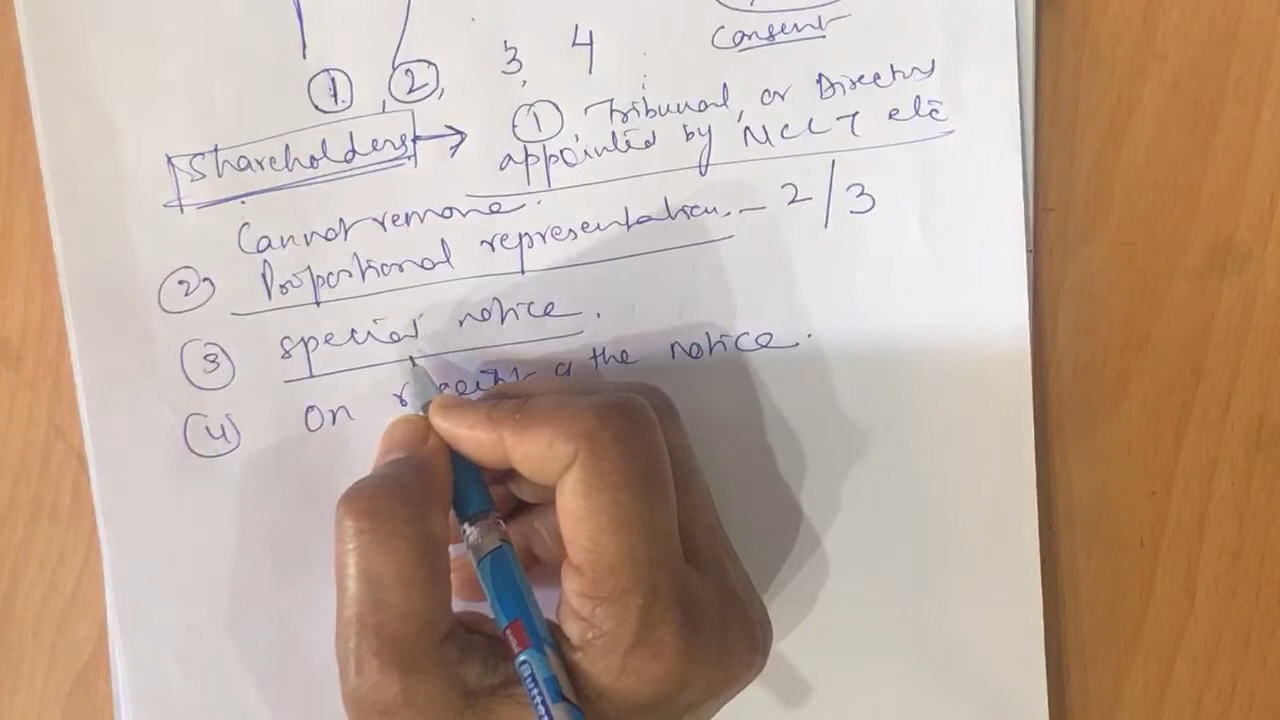 Consent
1 , 2, 3, 4
Shareholders → 1 Tribunal, or Directors
appointed by NCLT etc
Cannot remove.
2 Proportional representation. - 2/3
3 special notice.
4 On the notice.
Butter